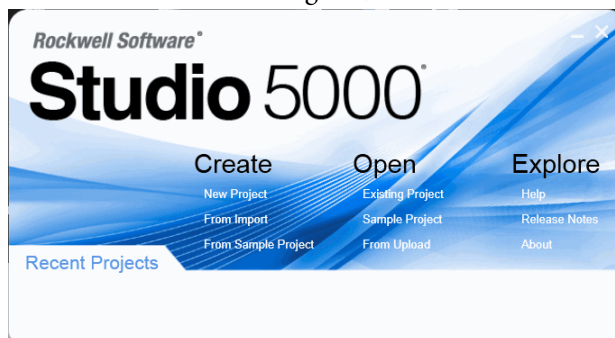 Rockwell Software®
Studio 5000®
Create
New Project
From Import
From Sample Project
Open
Existing Project
Sample Project
From Upload
Explore
Help
Release Notes
About
Recent Projects